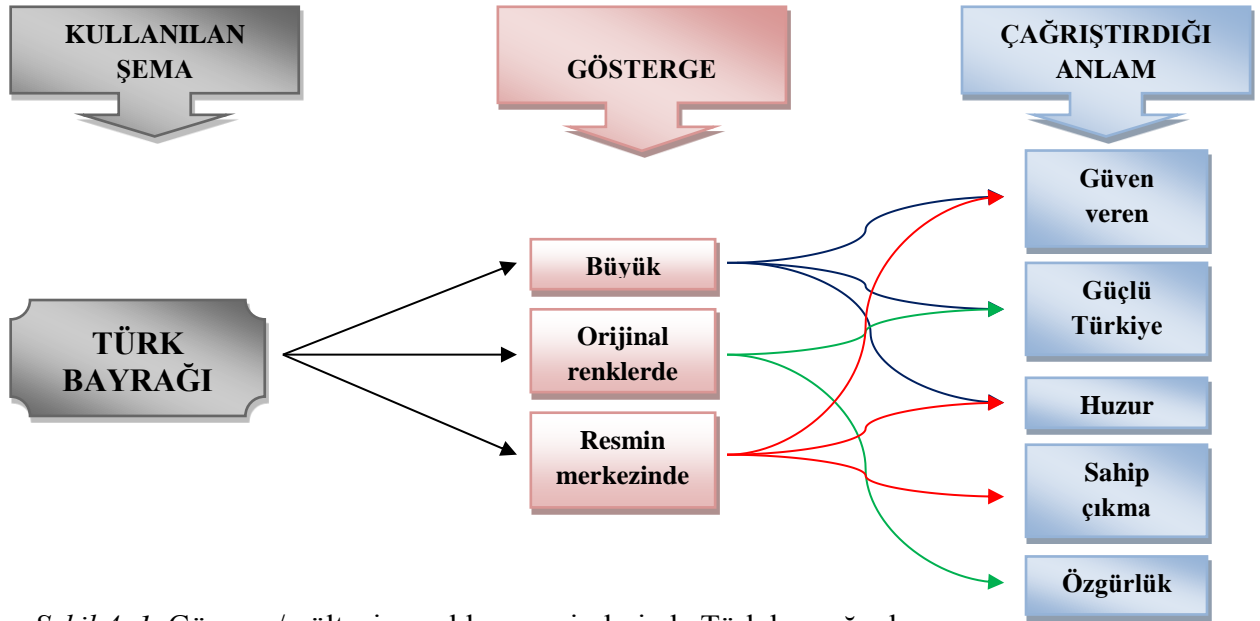 KULLANILAN
ŞEMA
GÖSTERGE
ÇAĞRIŞTIRDIĞI
ANLAM
TÜRK
BAYRAĞI
Büyük
Orijinal
renklerde
Resmin
merkezinde
Güven
veren
Güçlü
Türkiye
Huzur
Sahip
çıkma
Özgürlük